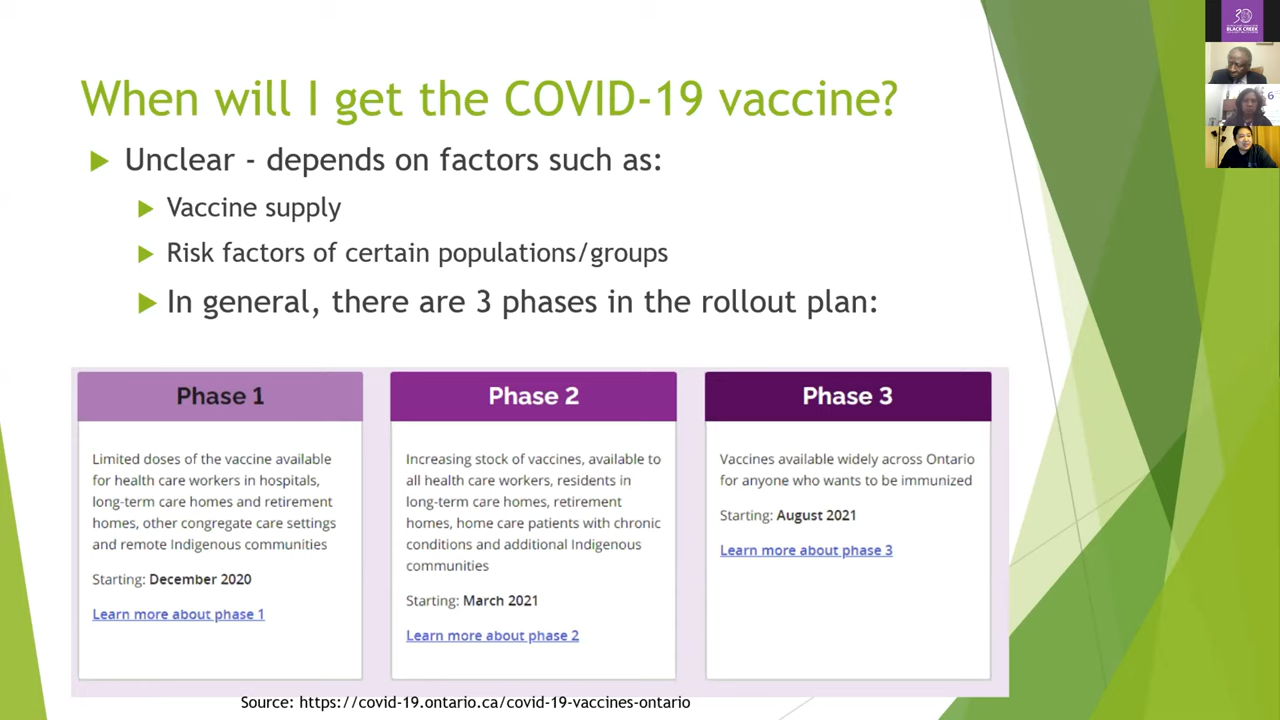 When will I get the COVID-19 vaccine?
Unclear - depends on factors such as:
Vaccine supply
Risk factors of certain populations/groups
In general, there are 3 phases in the rollout plan:
Phase 1
Limited doses of the vaccine available
for health care workers in hospitals,
long-term care homes and retirement
homes, other congregate care settings
and remote Indigenous communities
Starting: December 2020
Learn more about phase 1
Phase 2
Increasing stock of vaccines, available to
all health care workers, residents in
long-term care homes, retirement
homes, home care patients with chronic
conditions and additional Indigenous
communities
Starting: March 2021
Learn more about phase 2
Phase 3
Vaccines available widely across Ontario
for anyone who wants to be immunized
Starting: August 2021
Learn more about phase 3
Source: https://covid-19.ontario.ca/covid-19-vaccines-ontario
30
BLACK CREEK
6